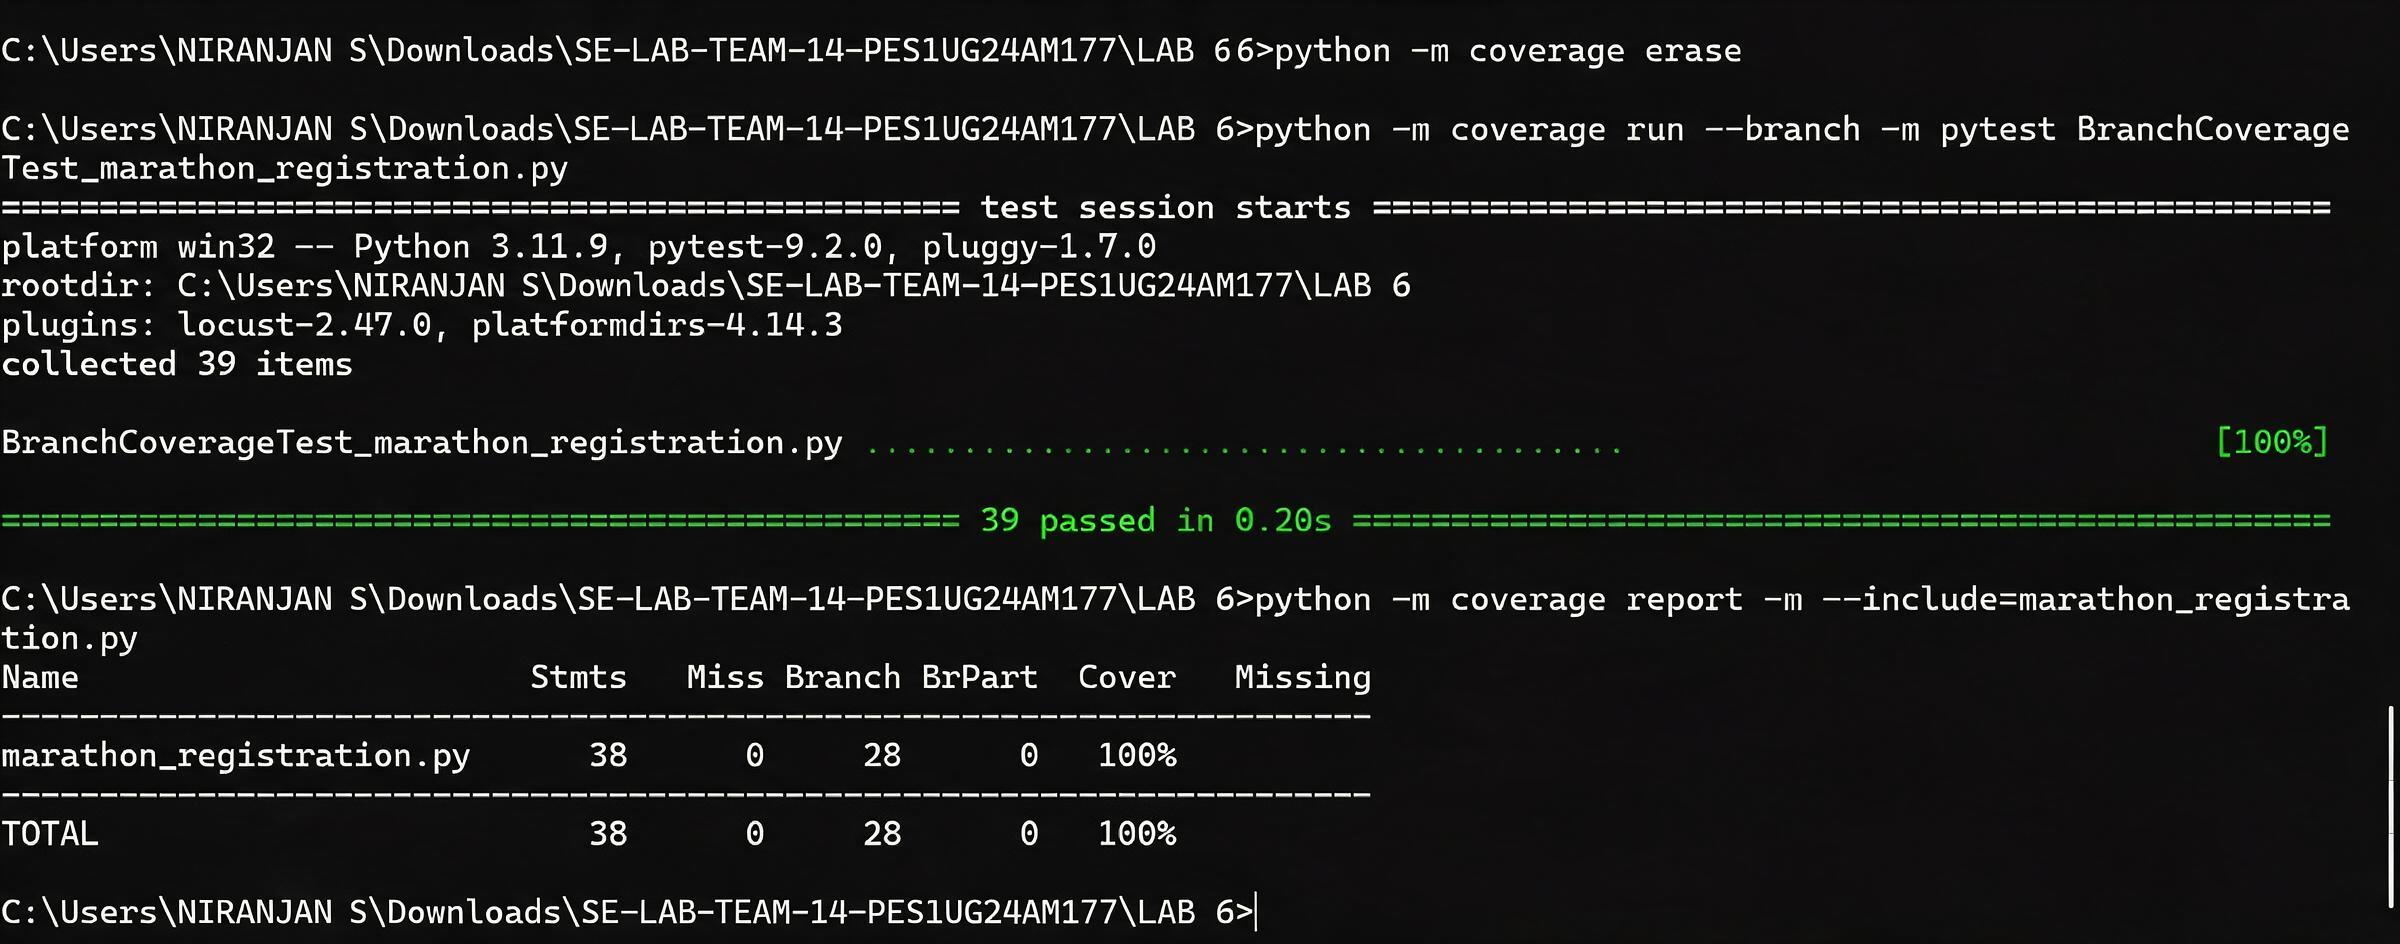 C:\Users\NIRANJAN S\Downloads\SE-LAB-TEAM-14-PES1UG24AM177\LAB 66>python -m coverage erase
C:\Users\NIRANJAN S\Downloads\SE-LAB-TEAM-14-PES1UG24AM177\LAB 6>python -m coverage run --branch -m pytest BranchCoverage
Test_marathon_registration.py
================================================= test session starts =================================================
platform win32 -- Python 3.11.9, pytest-9.2.0, pluggy-1.7.0
rootdir: C:\Users\NIRANJAN S\Downloads\SE-LAB-TEAM-14-PES1UG24AM177\LAB 6
plugins: locust-2.47.0, platformdirs-4.14.3
collected 39 items
BranchCoverageTest_marathon_registration.py ....................................... [100%]
================================================= 39 passed in 0.20s ==================================================
C:\Users\NIRANJAN S\Downloads\SE-LAB-TEAM-14-PES1UG24AM177\LAB 6>python -m coverage report -m --include=marathon_registra
tion.py
Name                       Stmts   Miss Branch BrPart  Cover   Missing
----------------------------------------------------------------------
marathon_registration.py      38      0     28      0   100%
----------------------------------------------------------------------
TOTAL                         38      0     28      0   100%
C:\Users\NIRANJAN S\Downloads\SE-LAB-TEAM-14-PES1UG24AM177\LAB 6>